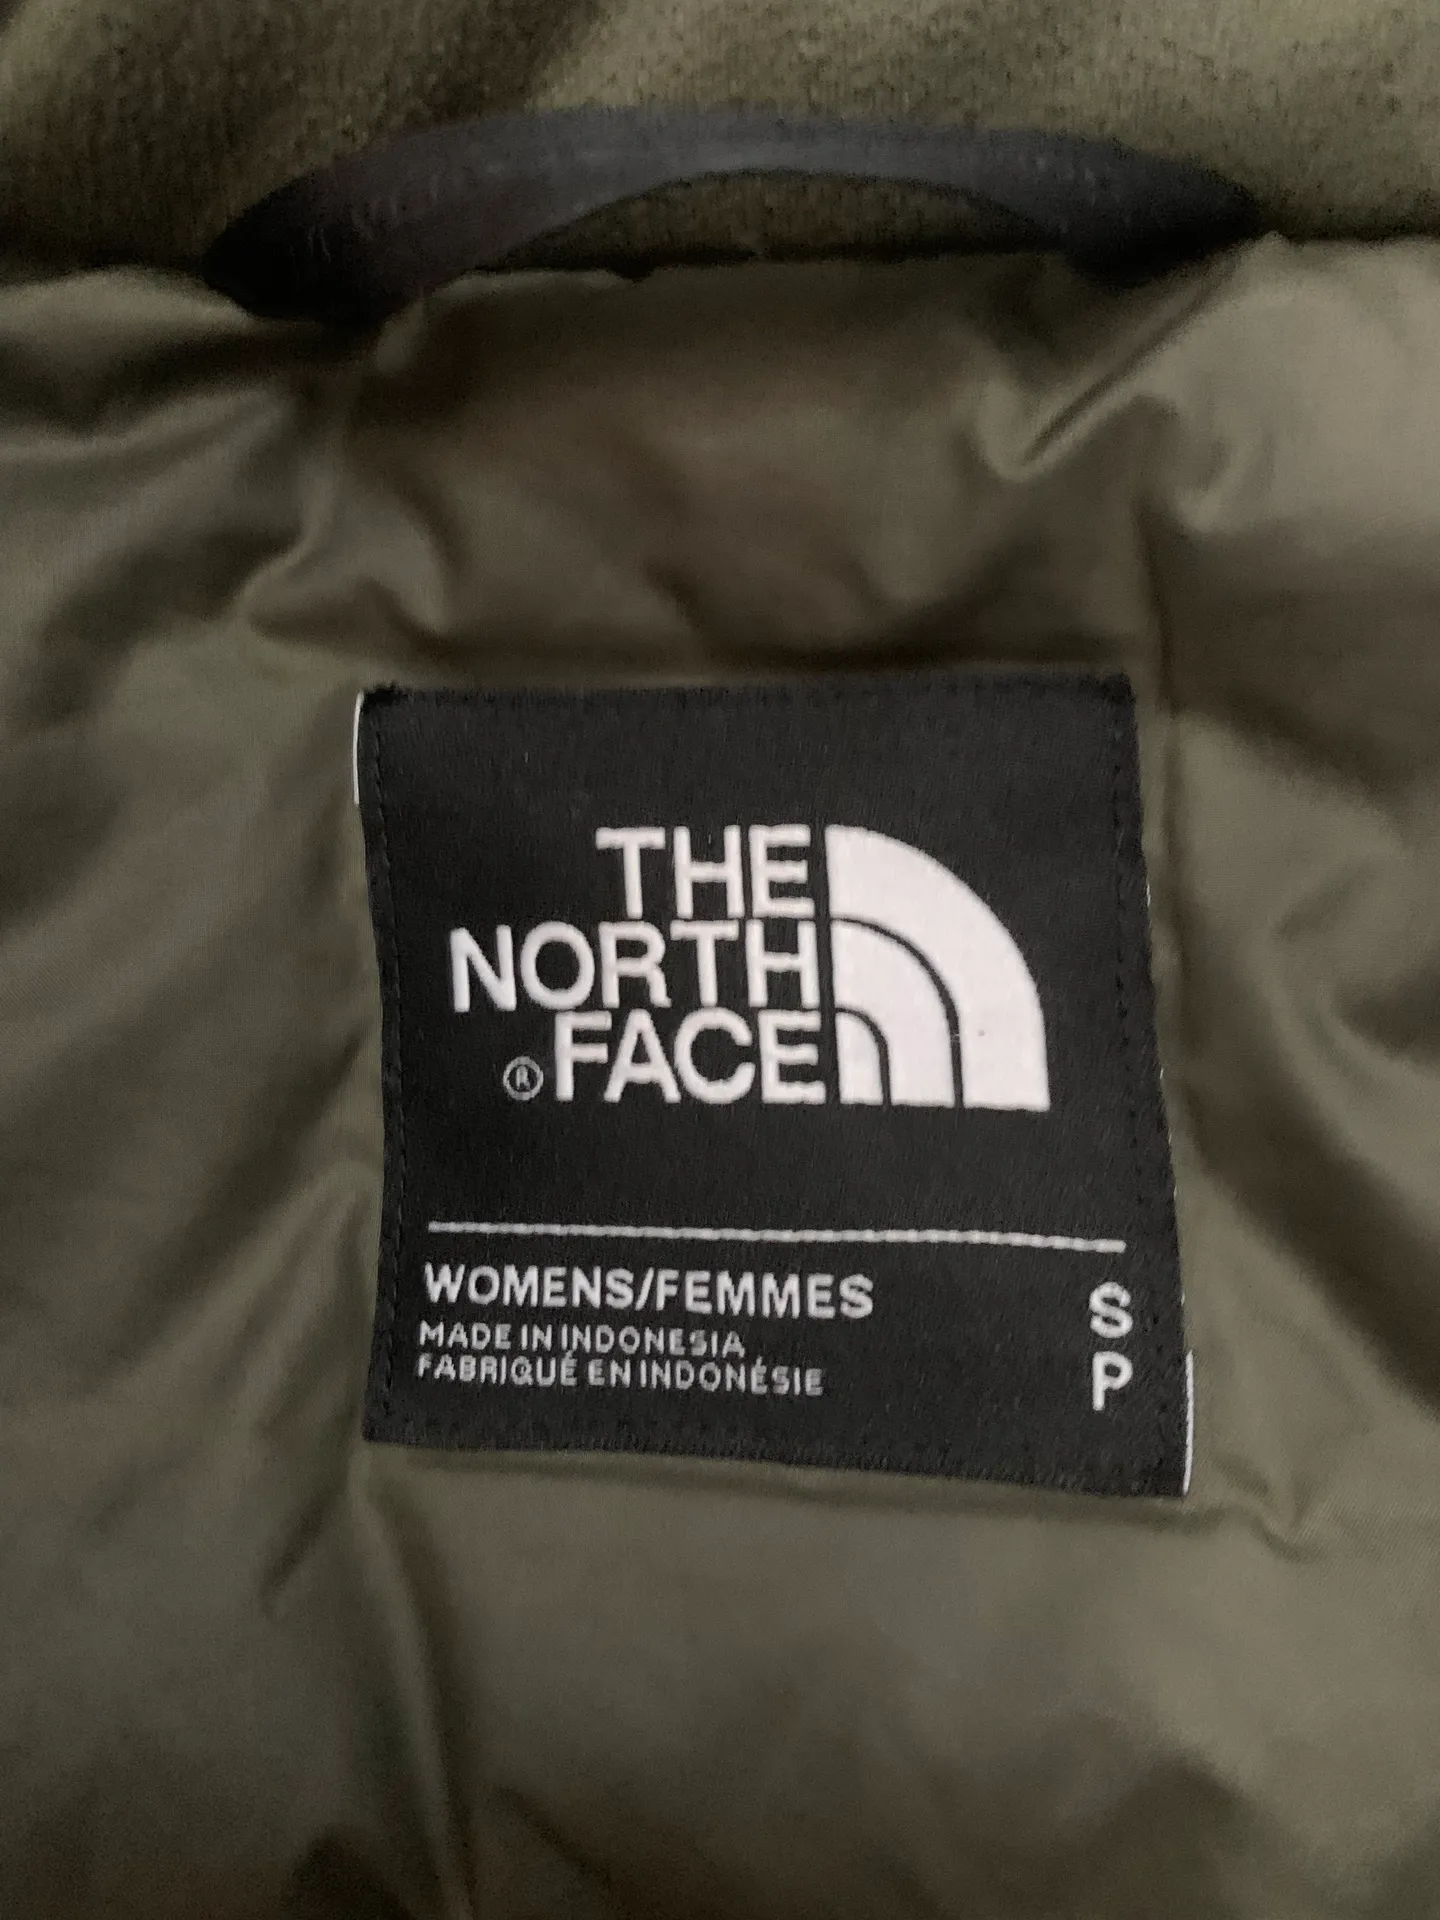 THE
NORTH
® FACE
WOMENS/FEMMES S
MADE IN INDONESIA
FABRIQUÉ EN INDONÉSIE P